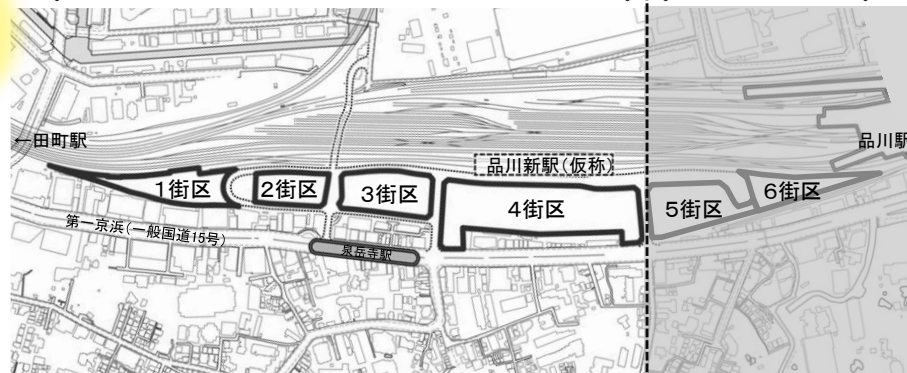 ←田町駅
品川駅
品川新駅(仮称)
1街区
2街区
3街区
4街区
5街区
6街区
第一京浜(一般国道15号)
泉岳寺駅